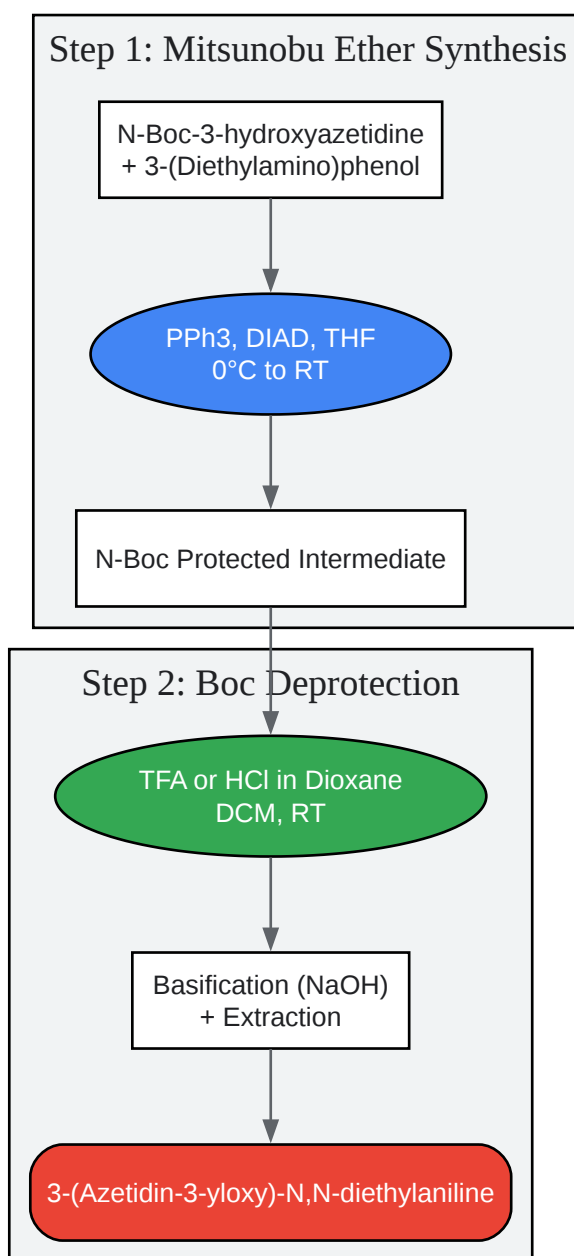 Step 1: Mitsunobu Ether Synthesis
N-Boc-3-hydroxyazetidine
+ 3-(Diethylamino)phenol
PPh3, DIAD, THF
0°C to RT
N-Boc Protected Intermediate
Step 2: Boc Deprotection
TFA or HCl in Dioxane
DCM, RT
Basification (NaOH)
+ Extraction
3-(Azetidin-3-yloxy)-N,N-diethylaniline